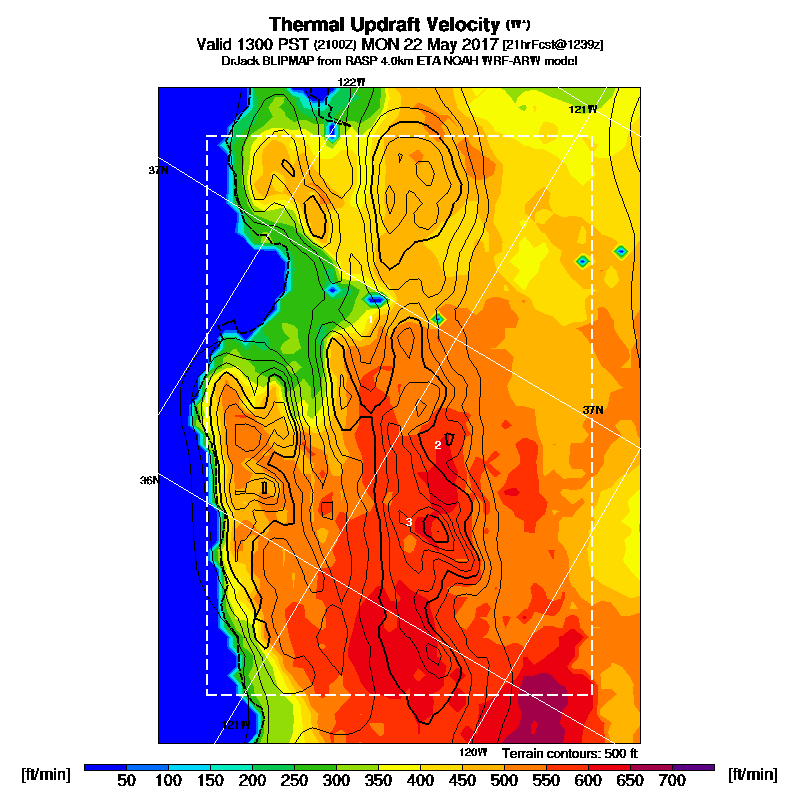 Thermal Updraft Velocity (W*)
Valid 1300 PST (2100Z) MON 22 May 2017 [21hrFcst@1239z]
DrJack BLIPMAP from RASP 4.0km ETA NOAH WRF-ARW model
122W
121W
37N
1
37N
2
36N
3
121W
120W
Terrain contours: 500 ft
[ft/min] 50 100 150 200 250 300 350 400 450 500 550 600 650 700 [ft/min]